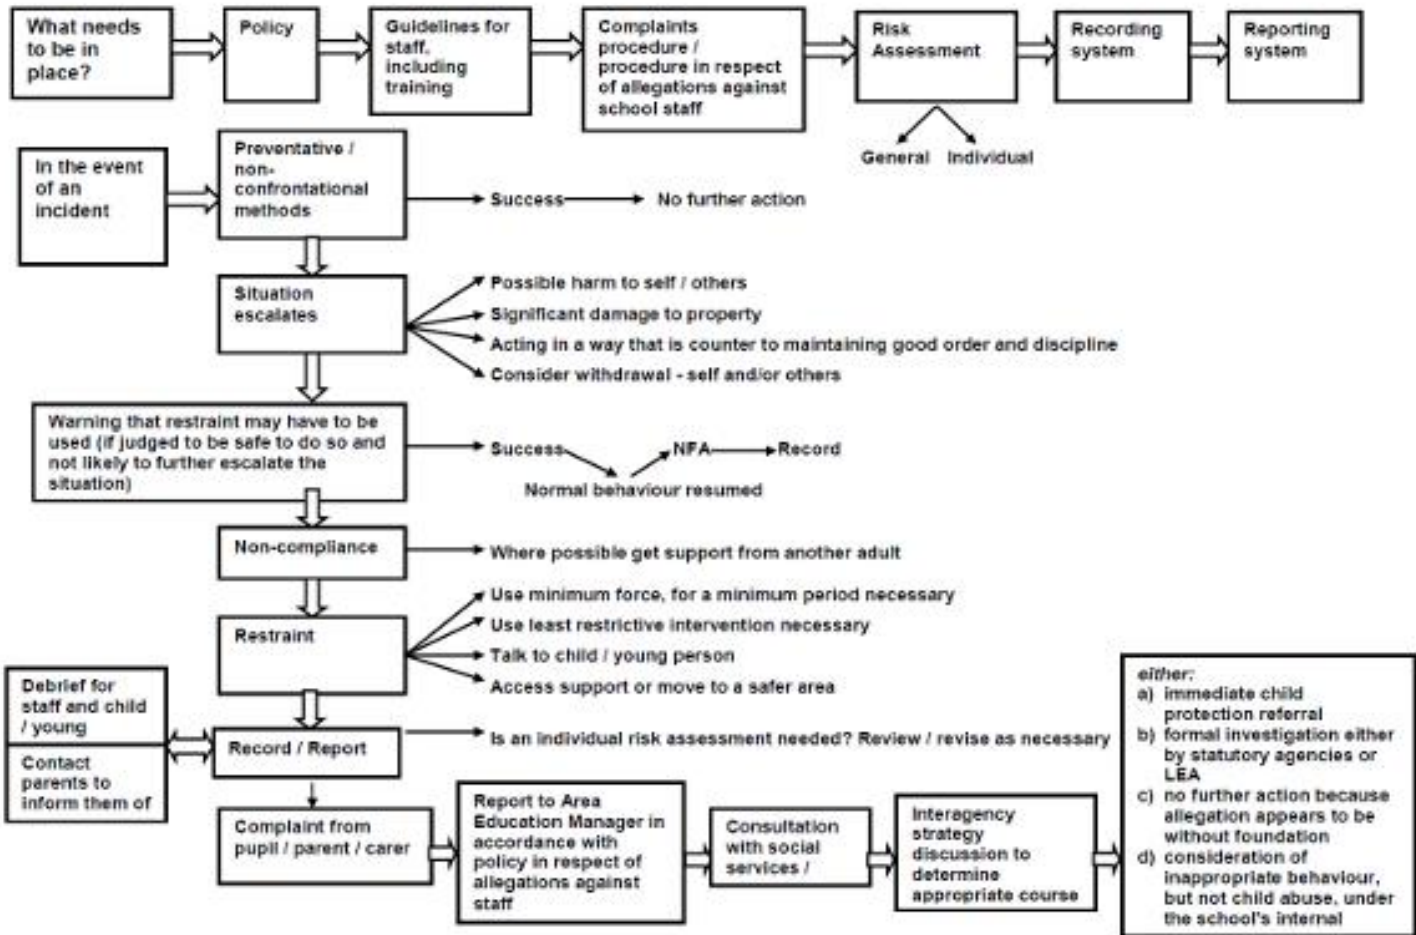 What needs
to be in
place?
Policy
Guidelines for
staff,
including
training
Complaints
procedure /
procedure in respect
of allegations against
school staff
Risk
Assessment
Recording
system
Reporting
system
General Individual
In the event
of an
incident
Preventative /
non-
confrontational
methods
Success
No further action
Situation
escalates
Possible harm to self / others
Significant damage to property
Acting in a way that is counter to maintaining good order and discipline
Consider withdrawal - self and/or others
Warning that restraint may have to be
used (if judged to be safe to do so and
not likely to further escalate the
situation)
Success
NFA
Record
Normal behaviour resumed
Non-compliance
Where possible get support from another adult
Restraint
Use minimum force, for a minimum period necessary
Use least restrictive intervention necessary
Talk to child / young person
Access support or move to a safer area
Debrief for
staff and child
/ young
Contact
parents to
inform them of
Record / Report
Is an individual risk assessment needed? Review / revise as necessary
Complaint from
pupil / parent / carer
Report to Area
Education Manager in
accordance with
policy in respect of
allegations against
staff
Consultation
with social
services /
Interagency
strategy
discussion to
determine
appropriate course
either:
a) immediate child
protection referral
b) formal investigation either
by statutory agencies or
LEA
c) no further action because
allegation appears to be
without foundation
d) consideration of
inappropriate behaviour,
but not child abuse, under
the school's internal